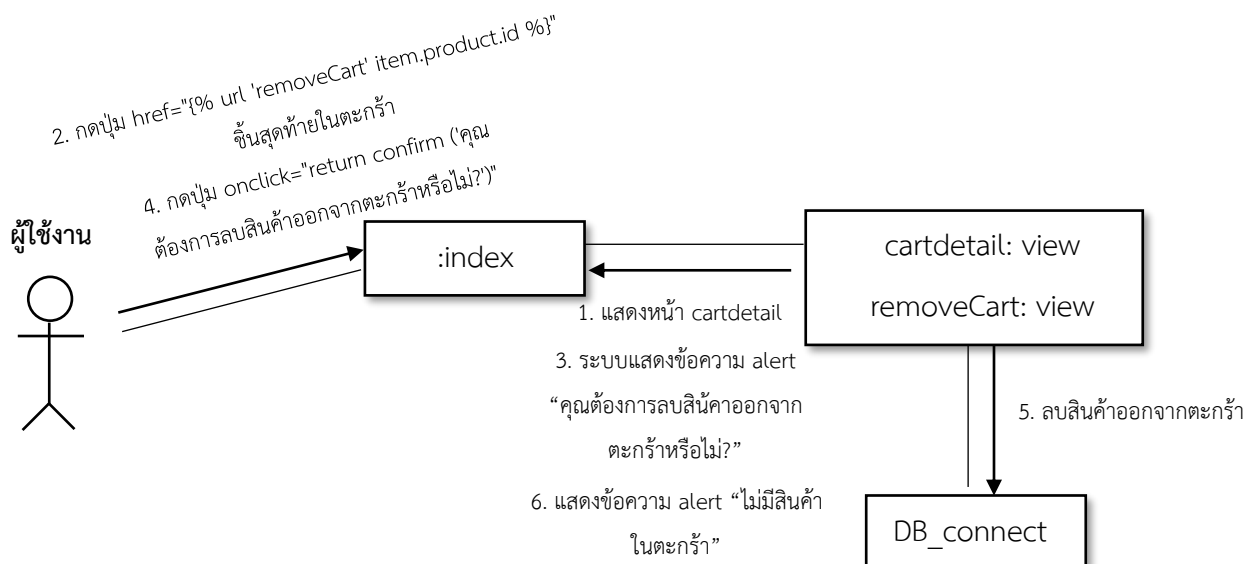 2. กดปุ่ม href="{% url 'removeCart' item.product.id %}"
ชิ้นสุดท้ายในตะกร้า
4. กดปุ่ม onclick="return confirm ('คุณ
ต้องการลบสินค้าออกจากตะกร้าหรือไม่?')"
ผู้ใช้งาน
:index
cartdetail: view
removeCart: view
1. แสดงหน้า cartdetail
3. ระบบแสดงข้อความ alert
“คุณต้องการลบสิน้คาออกจาก
ตะกร้าหรือไม่?”
5. ลบสินค้าออกจากตะกร้า
6. แสดงข้อความ alert “ไม่มีสินค้า
ในตะกร้า”
DB_connect